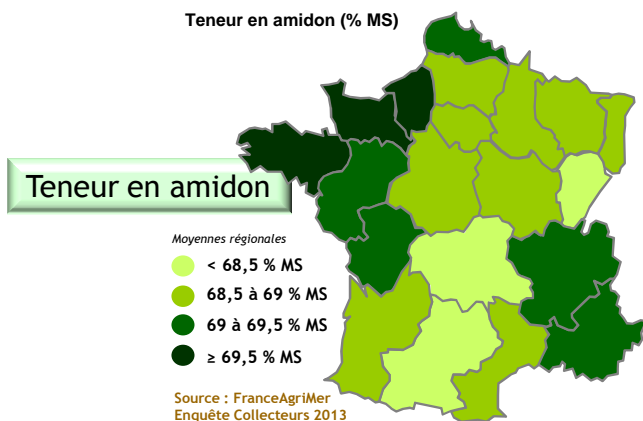 Teneur en amidon (% MS)
Teneur en amidon
Moyennes régionales
< 68,5 % MS
68,5 à 69 % MS
69 à 69,5 % MS
≥ 69,5 % MS
Source : FranceAgriMer
Enquête Collecteurs 2013